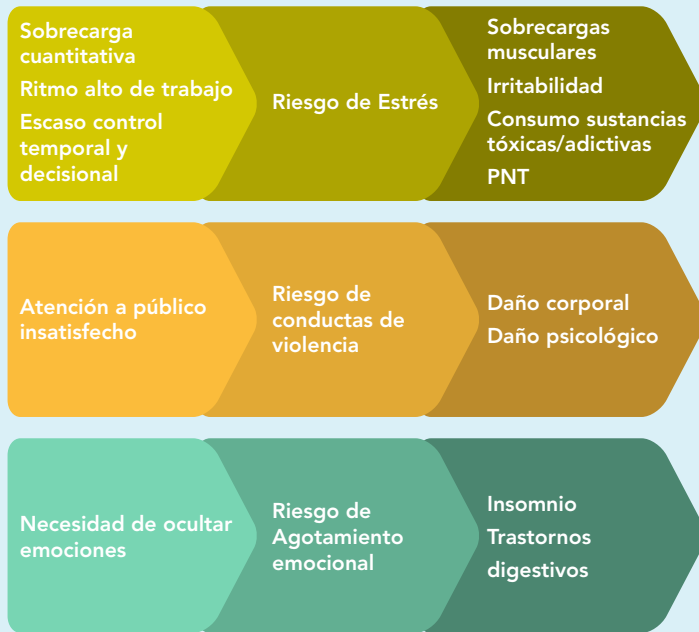 Sobrecarga
cuantitativa
Ritmo alto de trabajo
Escaso control
temporal y
decisional
Riesgo de Estrés
Sobrecargas
musculares
Irritabilidad
Consumo sustancias
tóxicas/adictivas
PNT
Atención a público
insatisfecho
Riesgo de
conductas de
violencia
Daño corporal
Daño psicológico
Necesidad de ocultar
emociones
Riesgo de
Agotamiento
emocional
Insomnio
Trastornos
digestivos